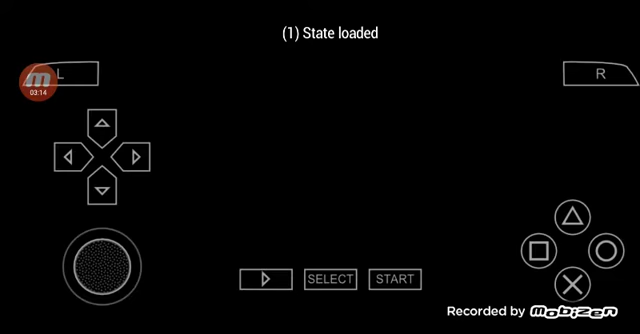 (1) State loaded
L
R
M
03:14
SELECT
START
Recorded by mobizen